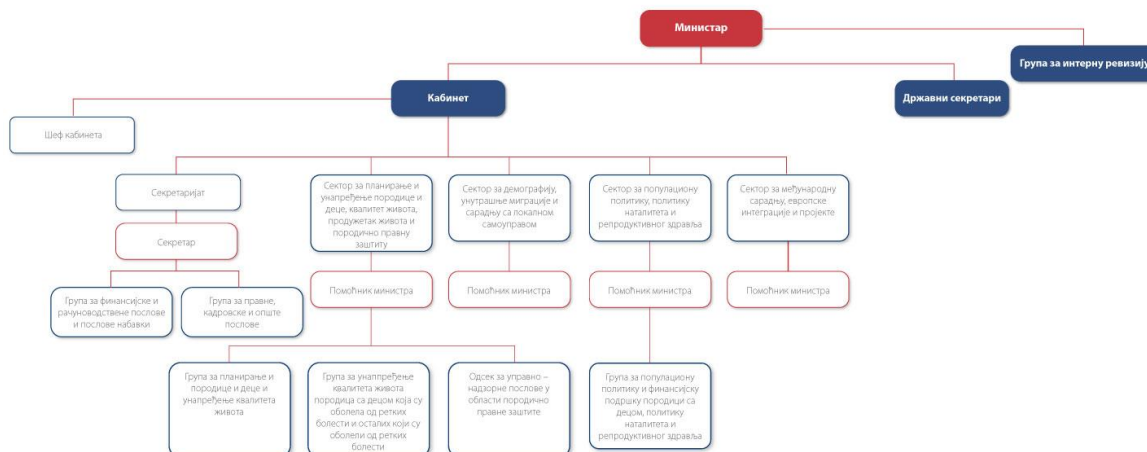 Министар
Група за интерну ревизију
Кабинет
Државни секретари
Шеф кабинета
Секретаријат
Сектор за планирање и
унапређење породице и
деце, квалитет живота,
продужетак живота и
породично правну
заштиту
Сектор за демографију,
унутрашње миграције и
сарадњу са локалном
самоуправом
Сектор за популациону
политику, политику
наталитета и
репродуктивног здравља
Сектор за међународну
сарадњу, европске
интеграције и пројекте
Секретар
Група за финансијске и
рачуноводствене послове
и послове набавки
Група за правне,
кадровске и опште
послове
Помоћник министра
Помоћник министра
Помоћник министра
Помоћник министра
Група за планирање и
породице и деце и
унапређење квалитета
живота
Група за унаппређење
квалитета живота
породица са децом која су
оболела од ретких
болести и осталих који су
оболели од ретких
болести
Одсек за управно –
надзорне послове у
области породично
правне заштите
Група за популациону
политику и финансијску
подршку породици са
децом, политику
наталитета и
репродуктивног здравља